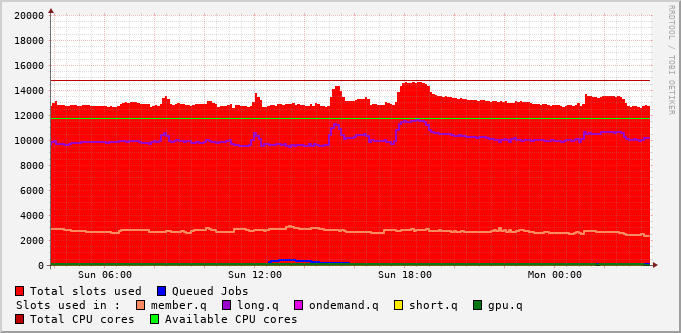 20000
18000
16000
14000
12000
10000
8000
6000
4000
2000
0
Sun 06:00 Sun 12:00 Sun 18:00 Mon 00:00
RRDTOOL / TOBI OETIKER
Total slots used Queued Jobs
Slots used in : member.q long.q ondemand.q short.q gpu.q
Total CPU cores Available CPU cores